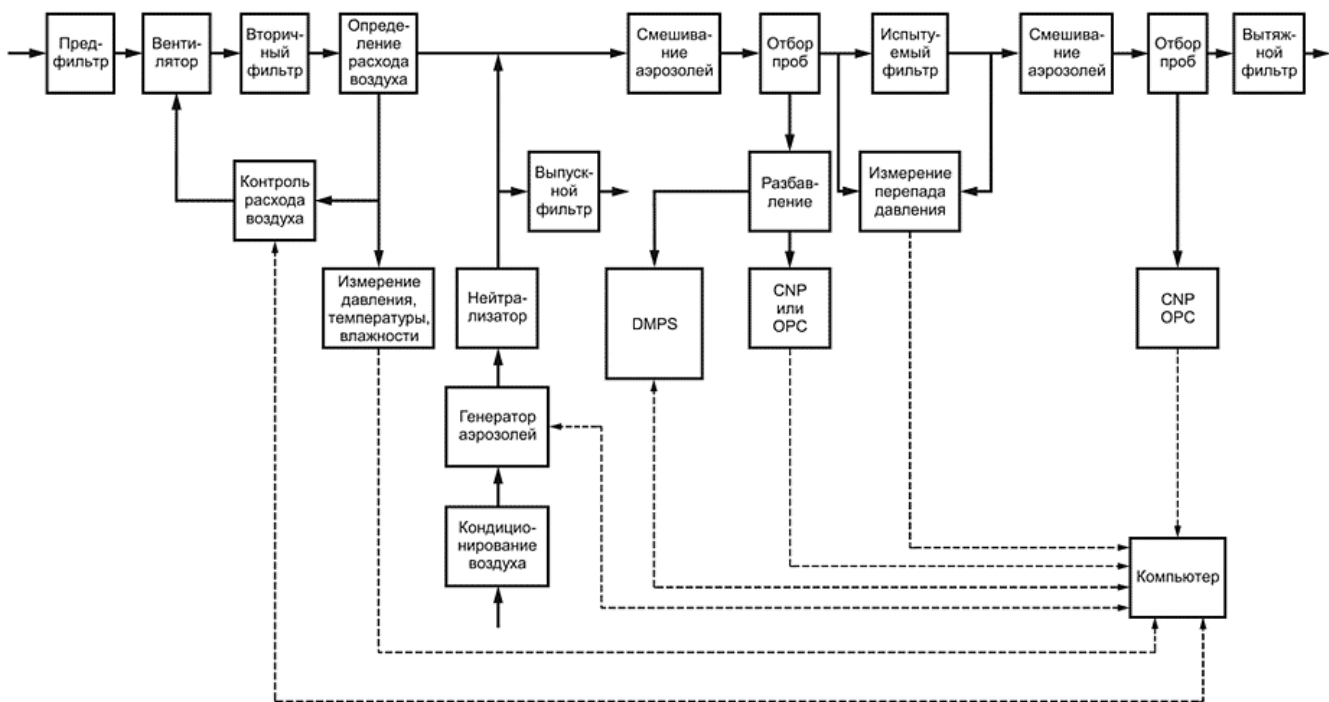 Пред-
фильтр
Венти-
лятор
Вторич-
ный
фильтр
Опреде-
ление
расхода
воздуха
Смешива-
ние
аэрозолей
Отбор
проб
Испыту-
емый
фильтр
Смешива-
ние
аэрозолей
Отбор
проб
Вытяж-
ной
фильтр
Контроль
расхода
воздуха
Выпуск-
ной
фильтр
Разбав-
ление
Измерение
перепада
давления
Измерение
давления,
температуры,
влажности
Нейтра-
лизатор
DMPS
CNP
или
OPC
CNP
OPC
Генератор
аэрозолей
Кондицио-
нирование
воздуха
Компьютер